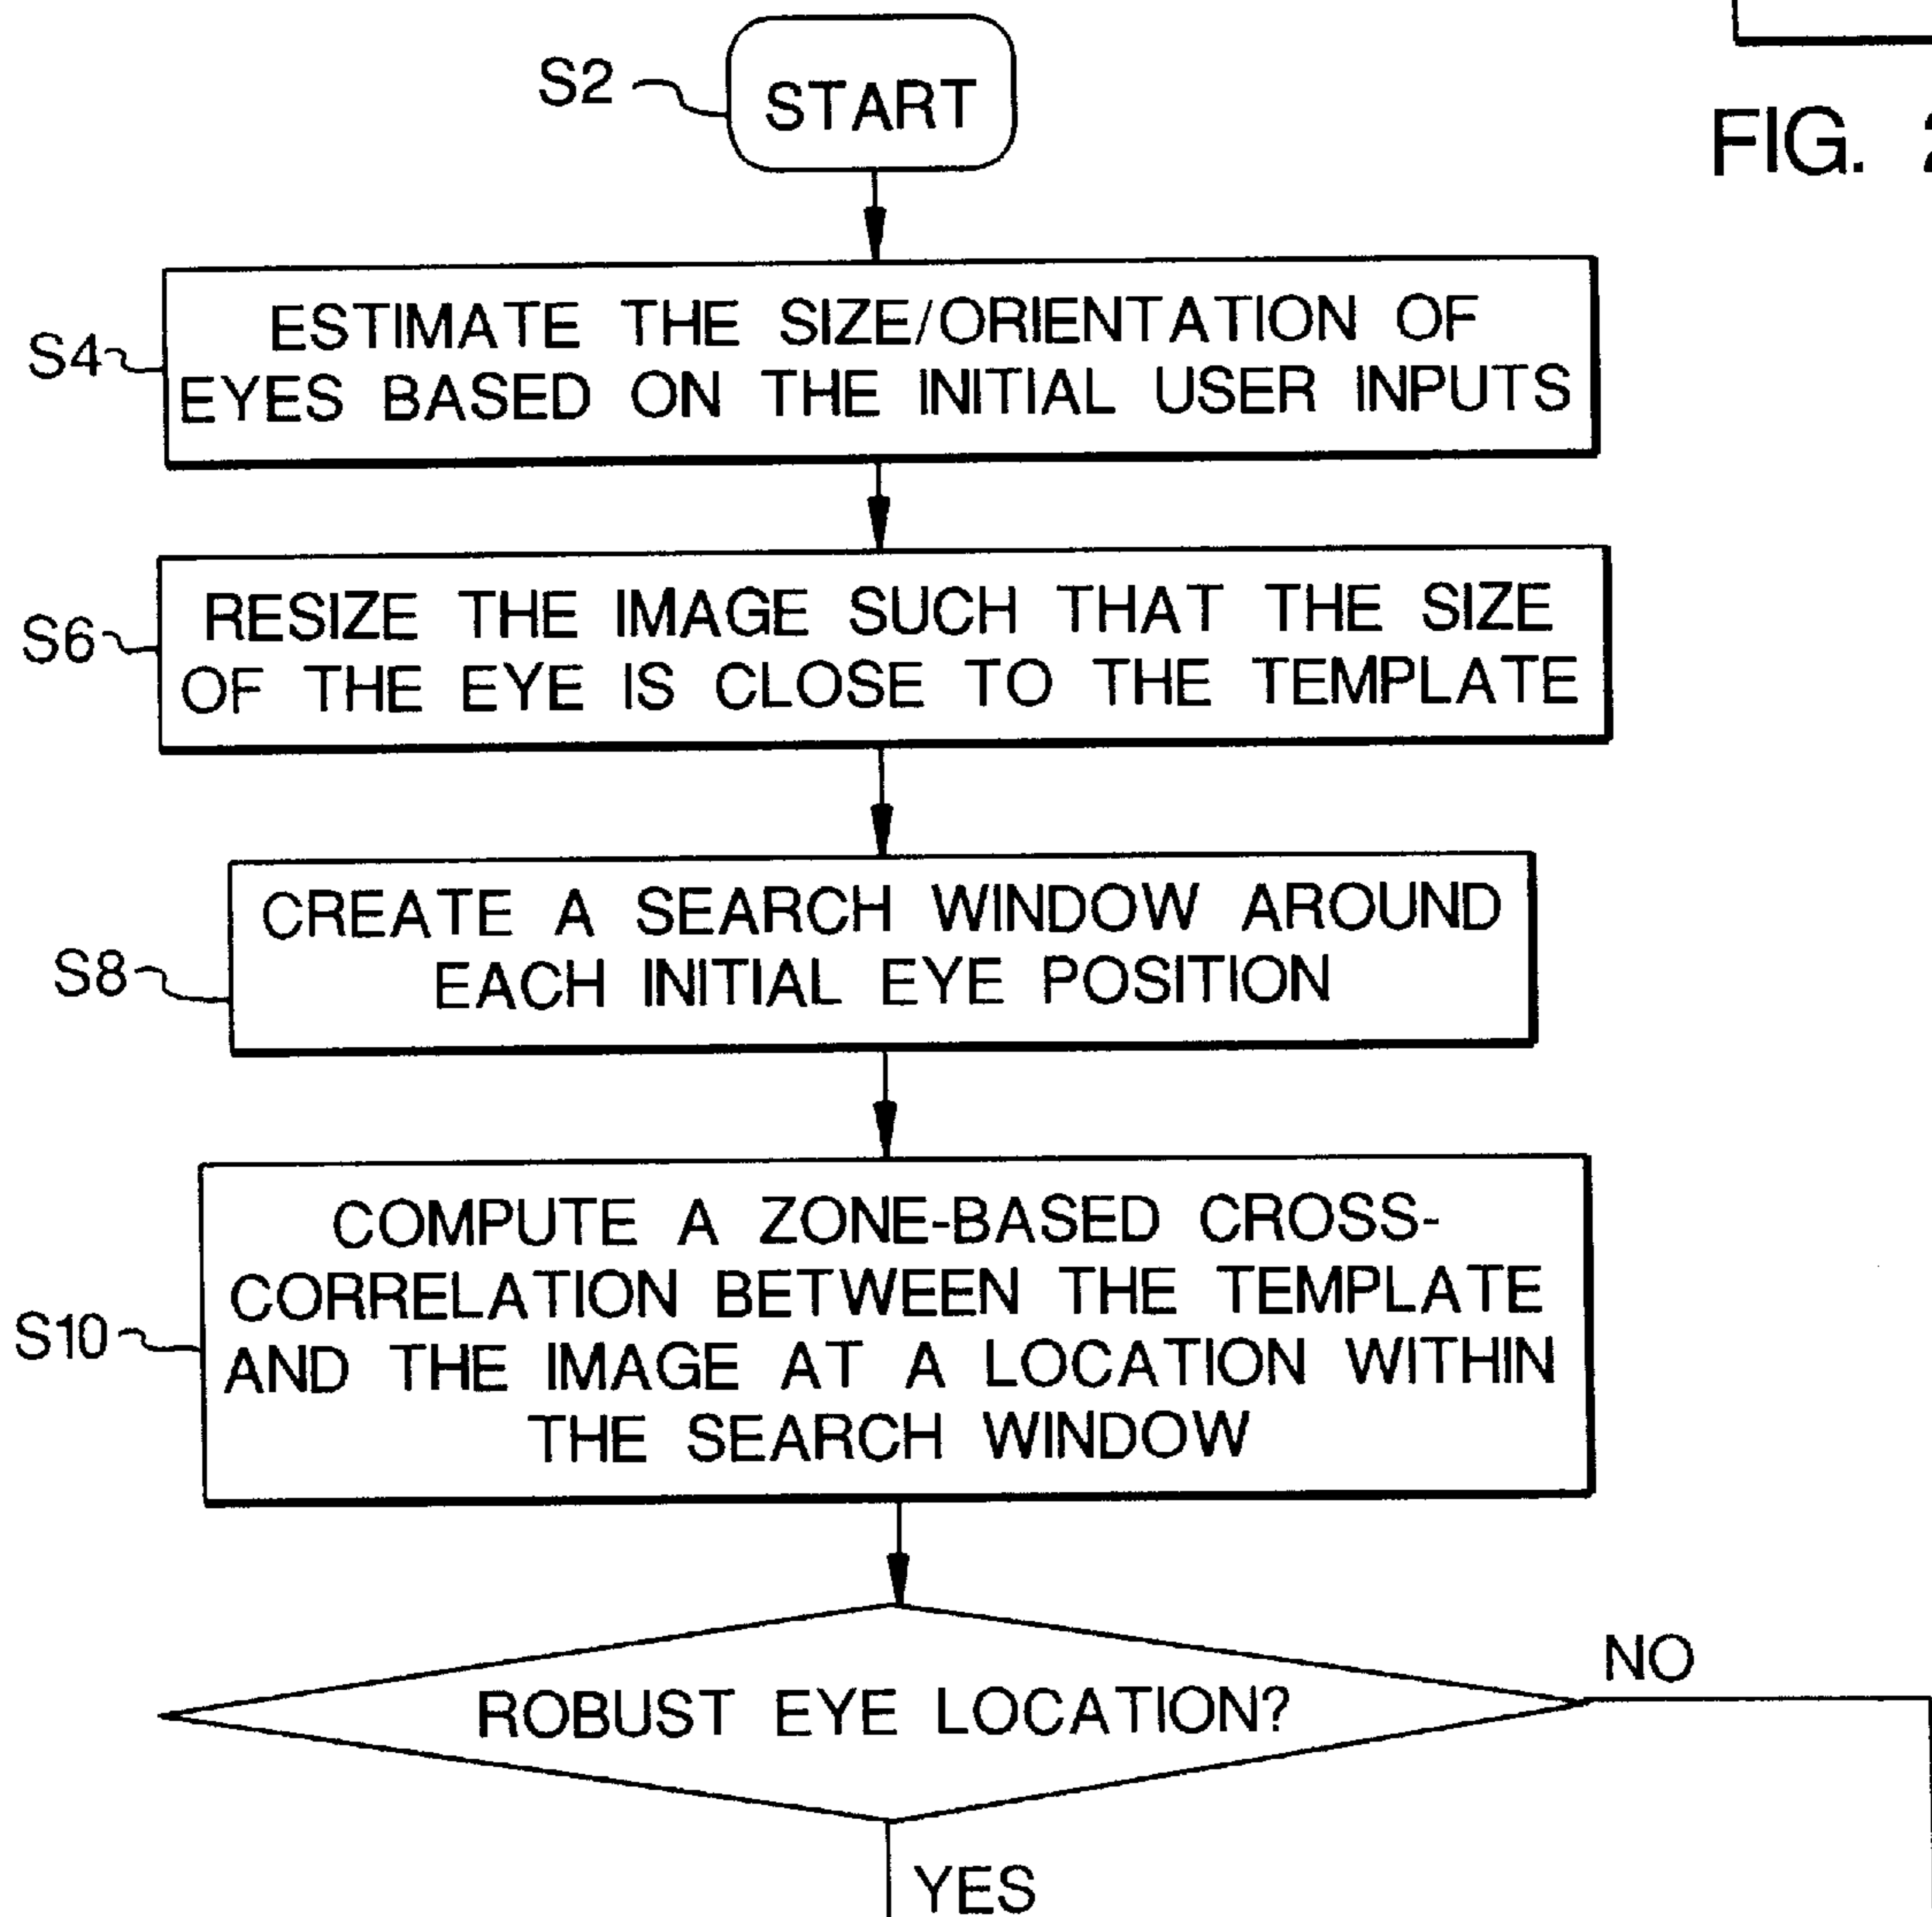 S2
START
FIG. 2
S4
ESTIMATE THE SIZE/ORIENTATION OF
EYES BASED ON THE INITIAL USER INPUTS
S6
RESIZE THE IMAGE SUCH THAT THE SIZE
OF THE EYE IS CLOSE TO THE TEMPLATE
S8
CREATE A SEARCH WINDOW AROUND
EACH INITIAL EYE POSITION
S10
COMPUTE A ZONE-BASED CROSS-
CORRELATION BETWEEN THE TEMPLATE
AND THE IMAGE AT A LOCATION WITHIN
THE SEARCH WINDOW
ROBUST EYE LOCATION?
NO
YES